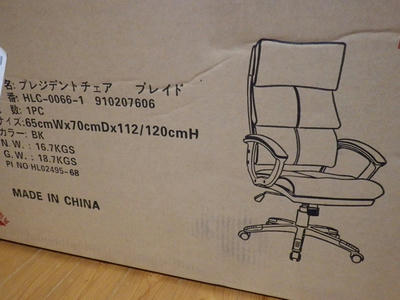 名: プレジデントチェア ブレイド
番: HLC-0066-1 910207606
数: 1PC
サイズ:65cmWx70cmDx112/120cmH
カラー: BK
N.W.: 16.7KGS
G.W.: 18.7KGS
PI NO HL02495-68
MADE IN CHINA